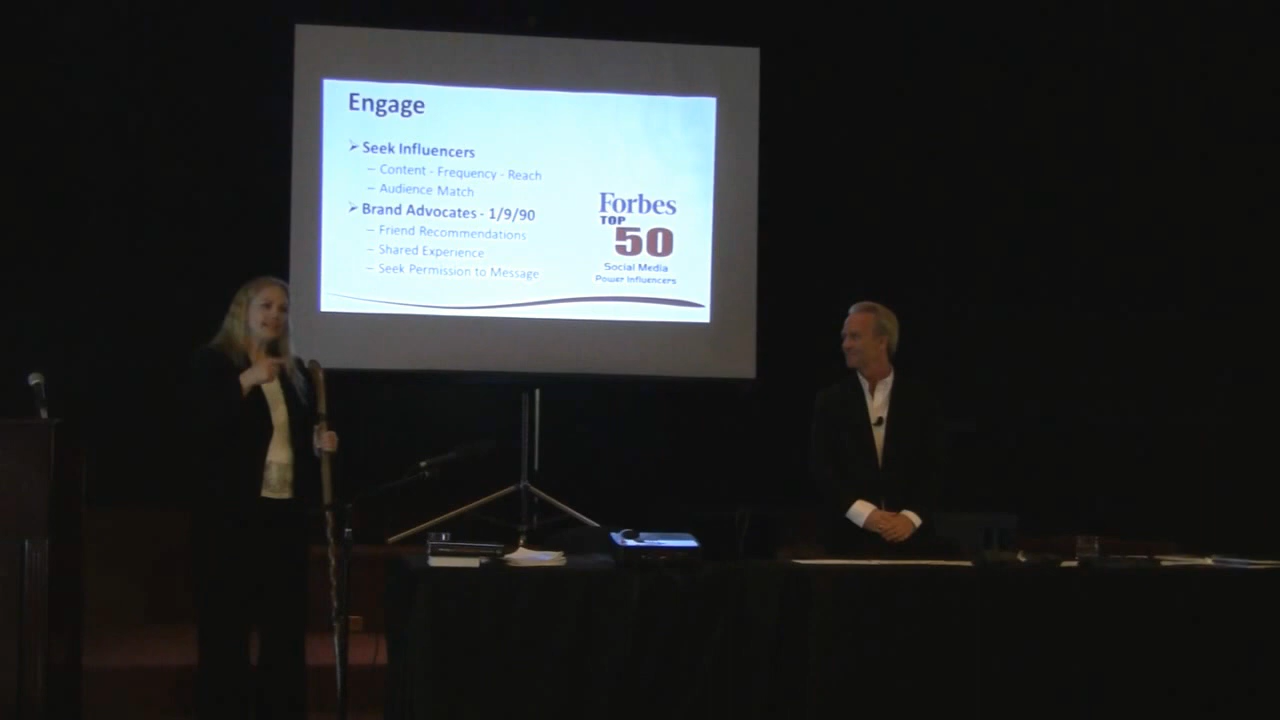 Engage
➢ Seek Influencers
– Content - Frequency - Reach
– Audience Match
➢ Brand Advocates - 1/9/90
– Friend Recommendations
– Shared Experience
– Seek Permission to Message
Forbes
TOP
50
Social Media
Power Influencers